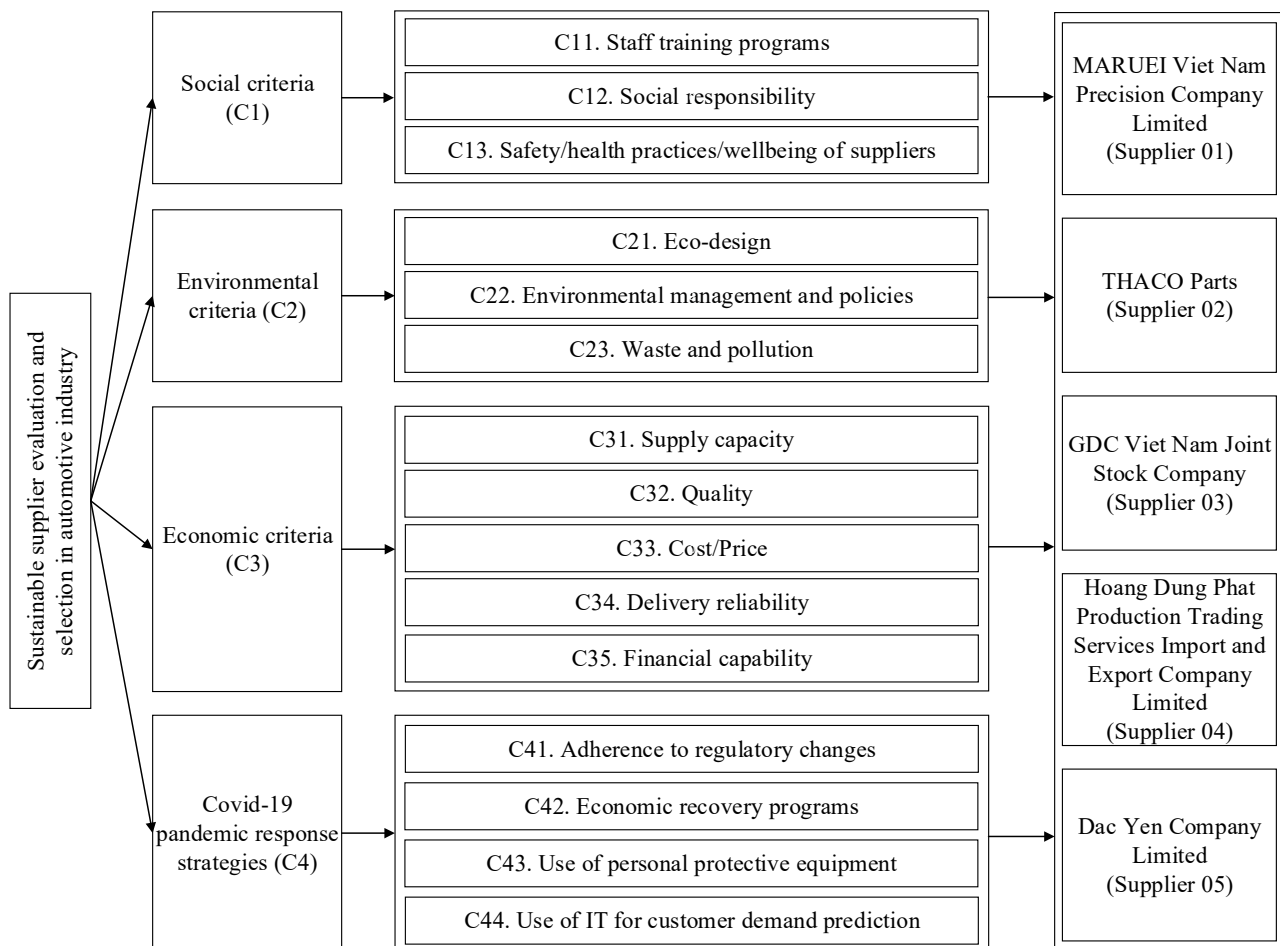 Sustainable supplier evaluation and
selection in automotive industry
Social criteria
(C1)
C11. Staff training programs
C12. Social responsibility
C13. Safety/health practices/wellbeing of suppliers
Environmental
criteria (C2)
C21. Eco-design
C22. Environmental management and policies
C23. Waste and pollution
Economic criteria
(C3)
C31. Supply capacity
C32. Quality
C33. Cost/Price
C34. Delivery reliability
C35. Financial capability
Covid-19
pandemic response
strategies (C4)
C41. Adherence to regulatory changes
C42. Economic recovery programs
C43. Use of personal protective equipment
C44. Use of IT for customer demand prediction
MARUEI Viet Nam
Precision Company
Limited
(Supplier 01)
THACO Parts
(Supplier 02)
GDC Viet Nam Joint
Stock Company
(Supplier 03)
Hoang Dung Phat
Production Trading
Services Import and
Export Company
Limited
(Supplier 04)
Dac Yen Company
Limited
(Supplier 05)